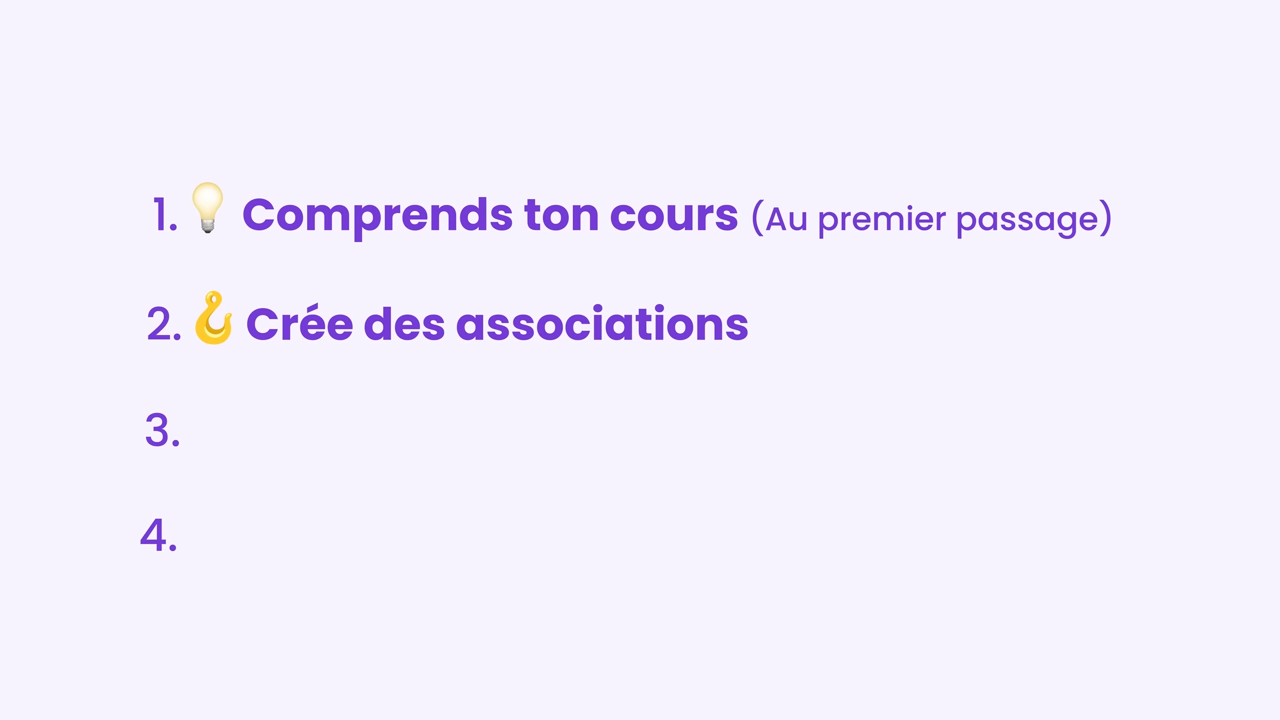 1. 💡 Comprends ton cours (Au premier passage)
2. 🪝 Crée des associations
3.
4.